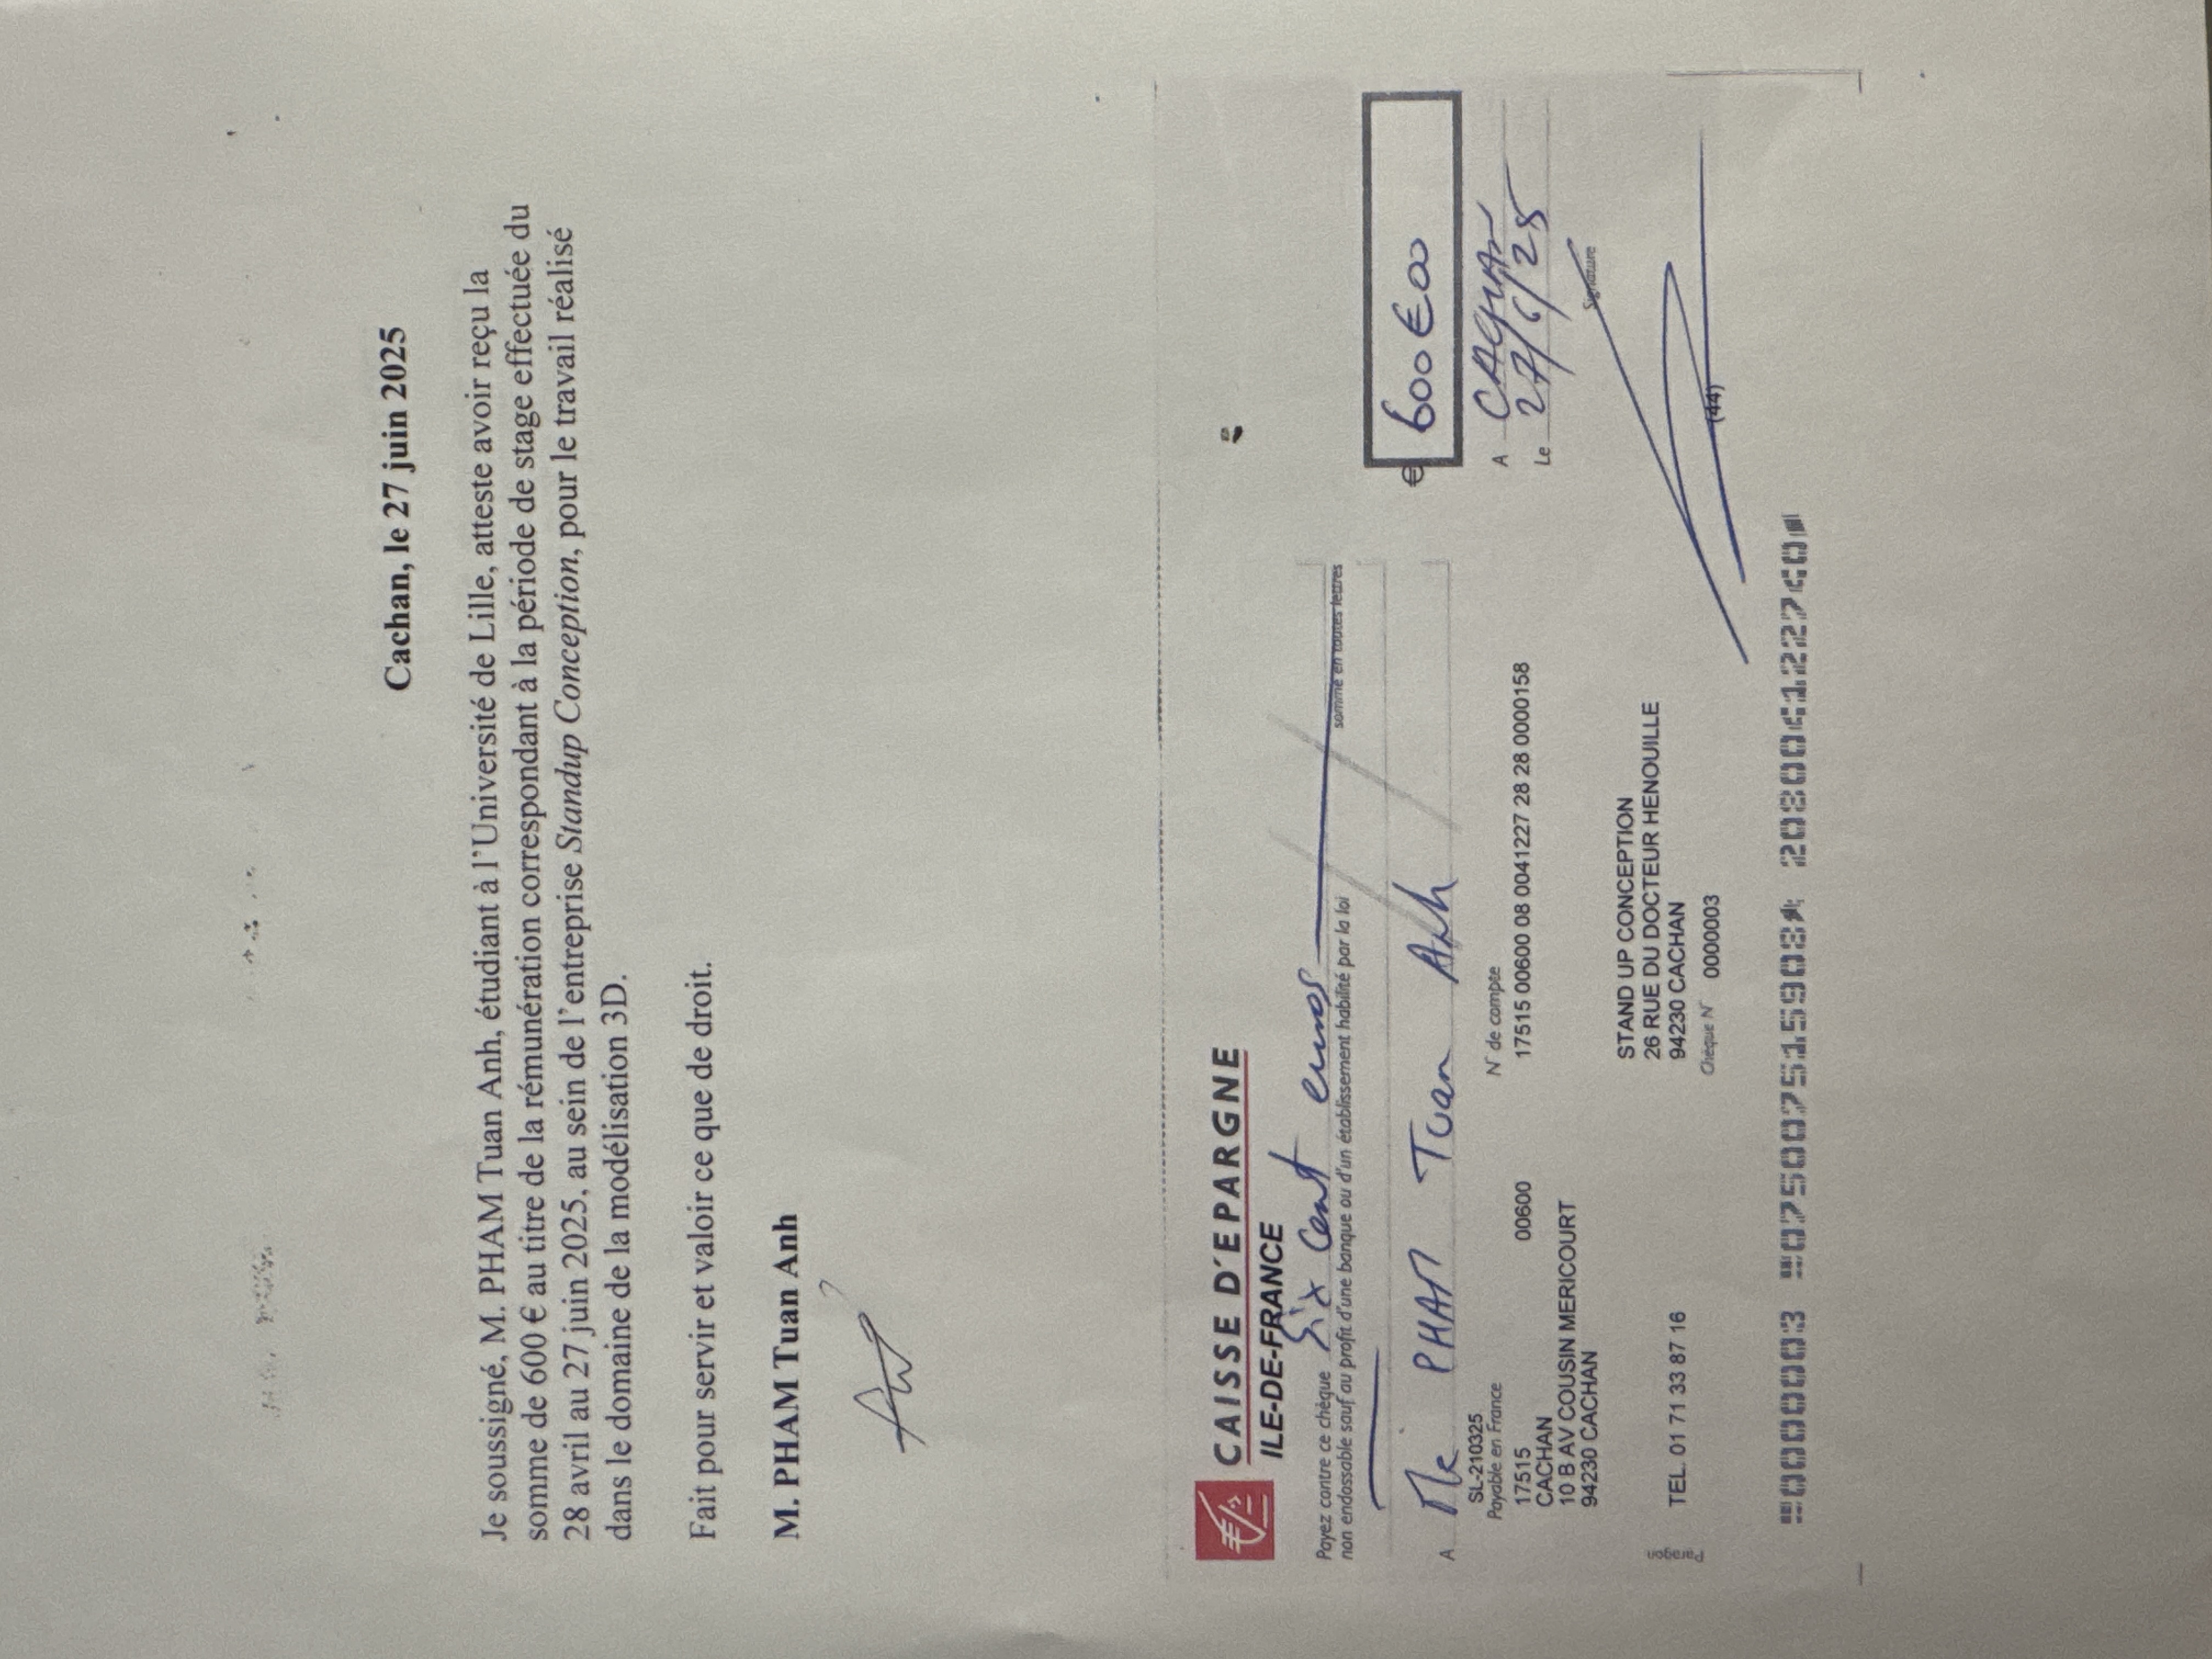 Cachan, le 27 juin 2025
Je soussigné, M. PHAM Tuan Anh, étudiant à l'Université de Lille, atteste avoir reçu la
somme de 600 € au titre de la rémunération correspondant à la période de stage effectuée du
28 avril au 27 juin 2025, au sein de l'entreprise Standup Conception, pour le travail réalisé
dans le domaine de la modélisation 3D.
Fait pour servir et valoir ce que de droit.
M. PHAM Tuan Anh
CAISSE D'EPARGNE
ILE-DE-FRANCE
Payez contre ce chèque Six cent euros
non endossable sauf au profit d'une banque ou d'un établissement habilité par la loi
somme en toutes lettres
€ 600 €00
A PHAM Tuan Anh
A CACHAN
Le 27/6/25
SL-210325
Payable en France
Signature
17515 00600
CACHAN
10 B AV COUSIN MERICOURT
94230 CACHAN
N° de compte
17515 00600 08 0041227 28 28 0000158
TEL. 01 71 33 87 16
STAND UP CONCEPTION
26 RUE DU DOCTEUR HENOUILLE
94230 CACHAN
Chèque N° 0000003
(44)
Paragon